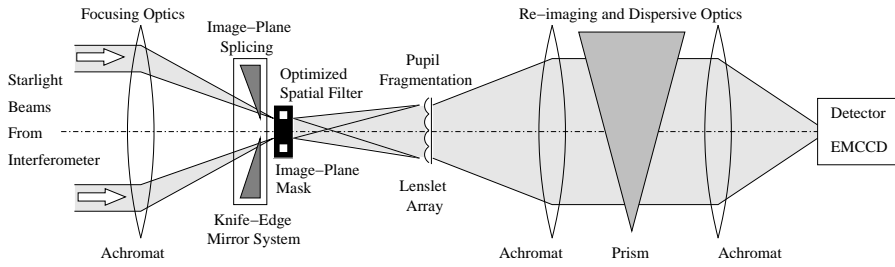 Focusing Optics
Image−Plane
Splicing
Optimized
Spatial Filter
Pupil
Fragmentation
Re−imaging and Dispersive Optics
Starlight
Beams
From
Interferometer
Detector
EMCCD
Image−Plane
Mask
Lenslet
Array
Knife−Edge
Mirror System
Achromat
Achromat
Prism
Achromat